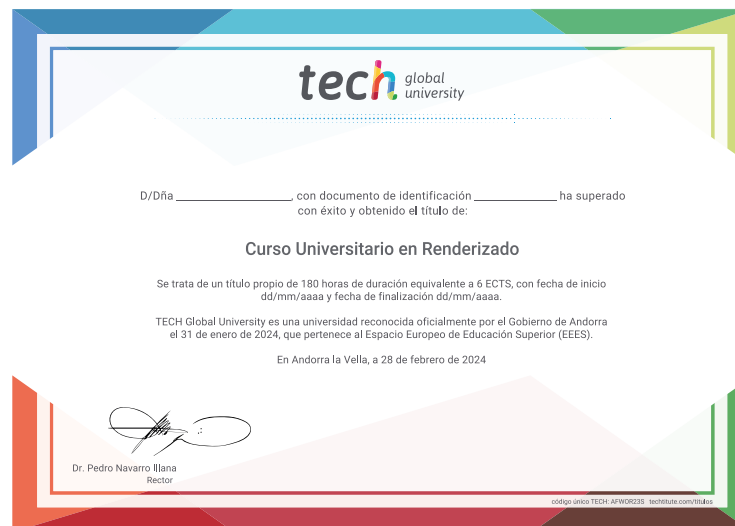 tech global university
D/Dña ____________________, con documento de identificación ______________ ha superado
con éxito y obtenido el título de:
Curso Universitario en Renderizado
Se trata de un título propio de 180 horas de duración equivalente a 6 ECTS, con fecha de inicio
dd/mm/aaaa y fecha de finalización dd/mm/aaaa.
TECH Global University es una universidad reconocida oficialmente por el Gobierno de Andorra
el 31 de enero de 2024, que pertenece al Espacio Europeo de Educación Superior (EEES).
En Andorra la Vella, a 28 de febrero de 2024
Dr. Pedro Navarro Illana
Rector
código único TECH: AFWOR23S techtitute.com/titulos